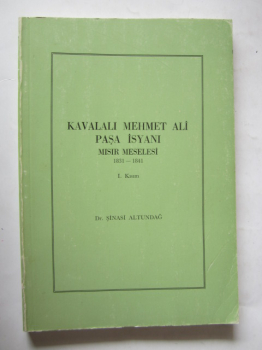 KAVALALI MEHMET ALİ
PAŞA İSYANI
MISIR MESELESİ
1831 — 1841
I. Kısım
Dr. ŞİNASİ ALTUNDAĞ